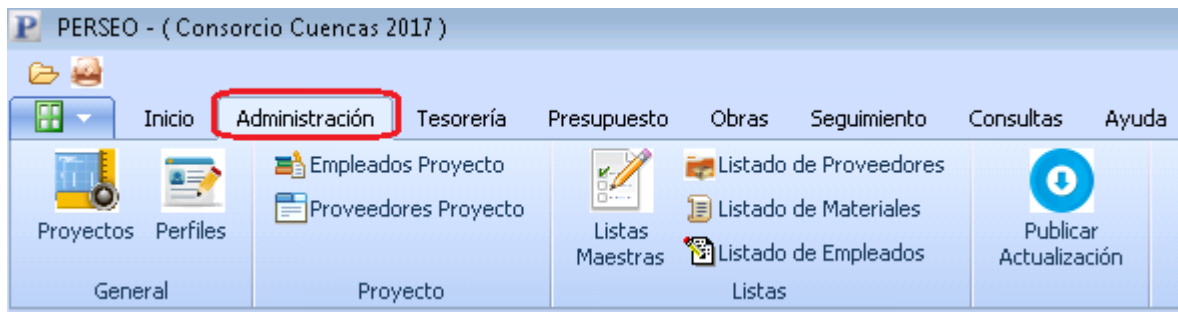 PERSEO - ( Consorcio Cuencas 2017 )
Inicio Administración Tesorería Presupuesto Obras Seguimiento Consultas Ayuda
Proyectos Perfiles
General
Empleados Proyecto
Proveedores Proyecto
Proyecto
Listas
Maestras
Listado de Proveedores
Listado de Materiales
Listado de Empleados
Listas
Publicar
Actualización